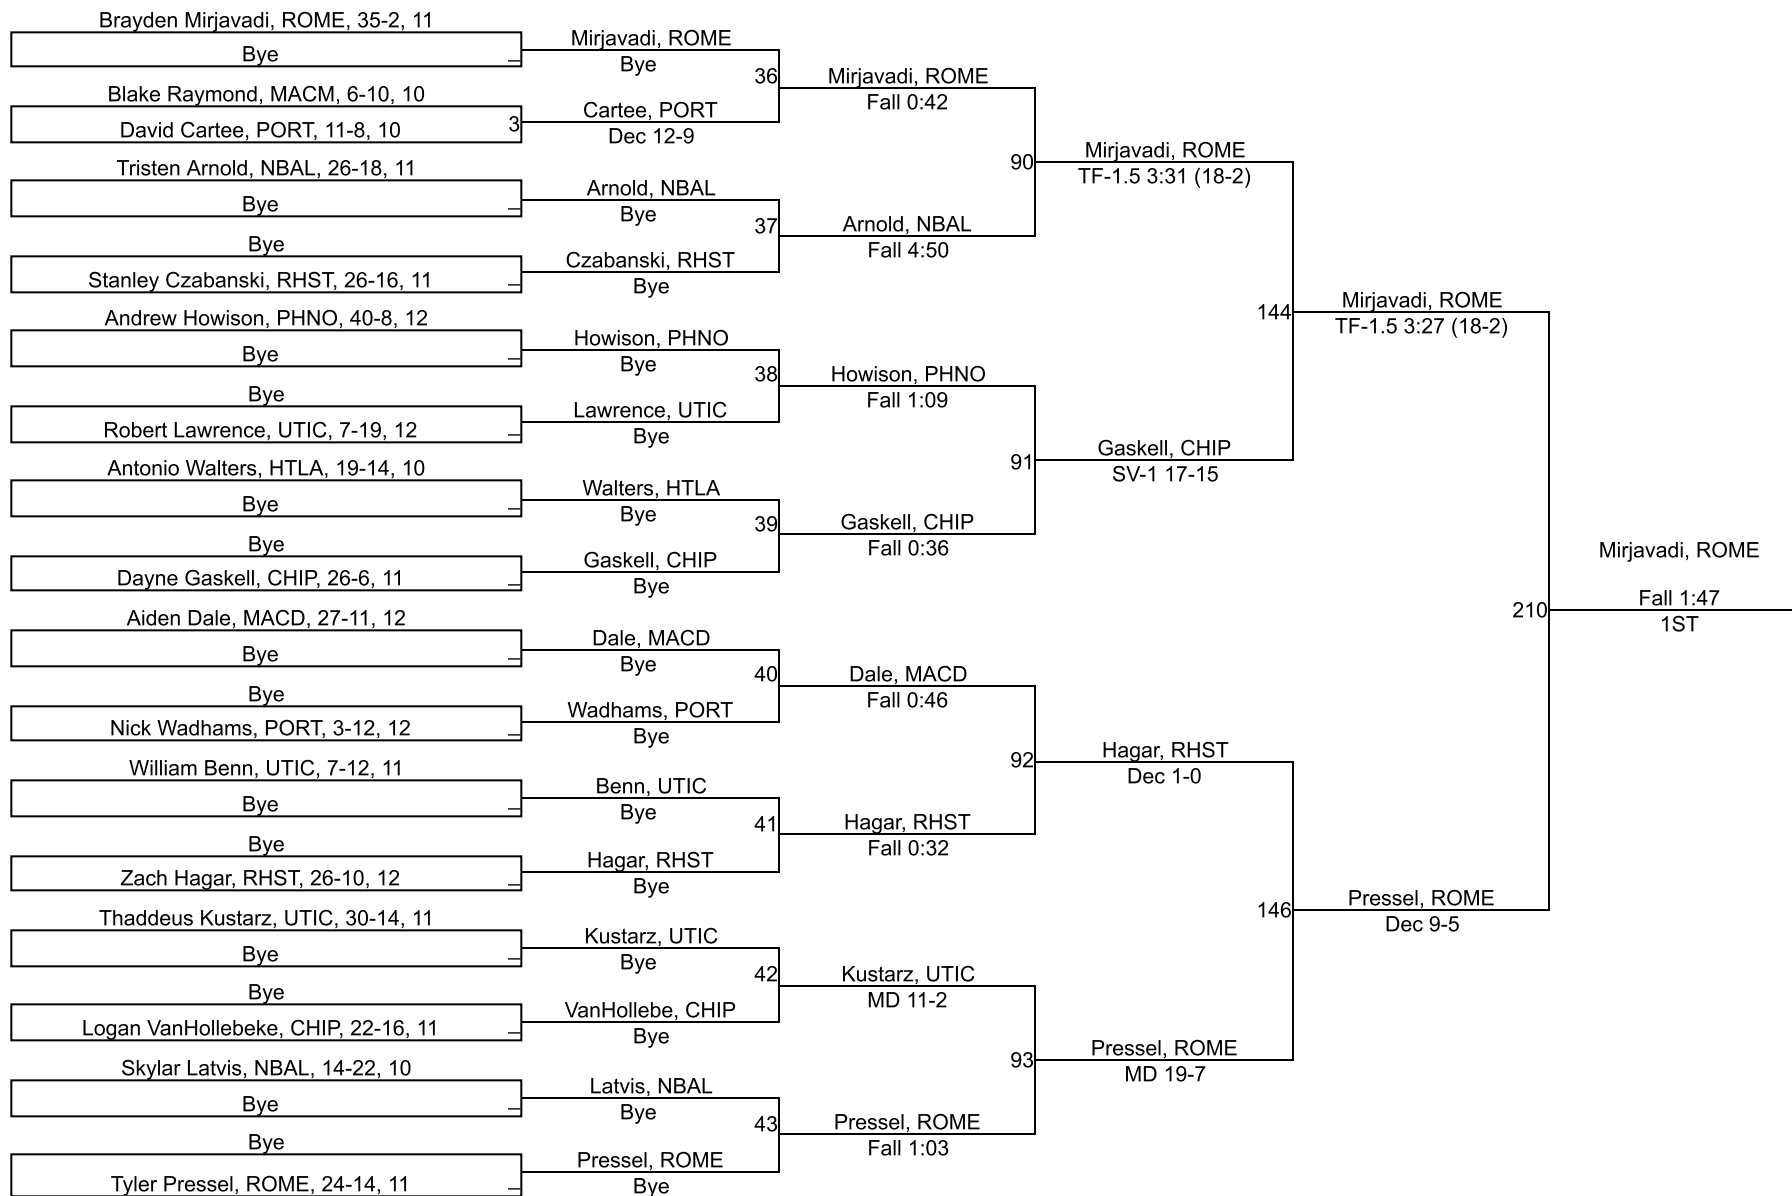 Brayden Mirjavadi, ROME, 35-2, 11
Bye
Blake Raymond, MACM, 6-10, 10
David Cartee, PORT, 11-8, 10
3
Tristen Arnold, NBAL, 26-18, 11
Bye
Bye
Stanley Czabanski, RHST, 26-16, 11
Andrew Howison, PHNO, 40-8, 12
Bye
Bye
Robert Lawrence, UTIC, 7-19, 12
Antonio Walters, HTLA, 19-14, 10
Bye
Bye
Dayne Gaskell, CHIP, 26-6, 11
Aiden Dale, MACD, 27-11, 12
Bye
Bye
Nick Wadhams, PORT, 3-12, 12
William Benn, UTIC, 7-12, 11
Bye
Bye
Zach Hagar, RHST, 26-10, 12
Thaddeus Kustarz, UTIC, 30-14, 11
Bye
Bye
Logan VanHollebeke, CHIP, 22-16, 11
Skylar Latvis, NBAL, 14-22, 10
Bye
Bye
Tyler Pressel, ROME, 24-14, 11
Mirjavadi, ROME
Bye
36
Cartee, PORT
Dec 12-9
Arnold, NBAL
Bye
37
Czabanski, RHST
Bye
Howison, PHNO
Bye
38
Lawrence, UTIC
Bye
Walters, HTLA
Bye
39
Gaskell, CHIP
Bye
Dale, MACD
Bye
40
Wadhams, PORT
Bye
Benn, UTIC
Bye
41
Hagar, RHST
Bye
Kustarz, UTIC
Bye
42
VanHollebe, CHIP
Bye
Latvis, NBAL
Bye
43
Pressel, ROME
Bye
Mirjavadi, ROME
Fall 0:42
90
Arnold, NBAL
Fall 4:50
Howison, PHNO
Fall 1:09
91
Gaskell, CHIP
Fall 0:36
Dale, MACD
Fall 0:46
92
Hagar, RHST
Fall 0:32
Kustarz, UTIC
MD 11-2
93
Pressel, ROME
Fall 1:03
Mirjavadi, ROME
TF-1.5 3:31 (18-2)
144
Gaskell, CHIP
SV-1 17-15
Hagar, RHST
Dec 1-0
146
Pressel, ROME
MD 19-7
Mirjavadi, ROME
TF-1.5 3:27 (18-2)
210
Pressel, ROME
Dec 9-5
Mirjavadi, ROME
Fall 1:47
1ST